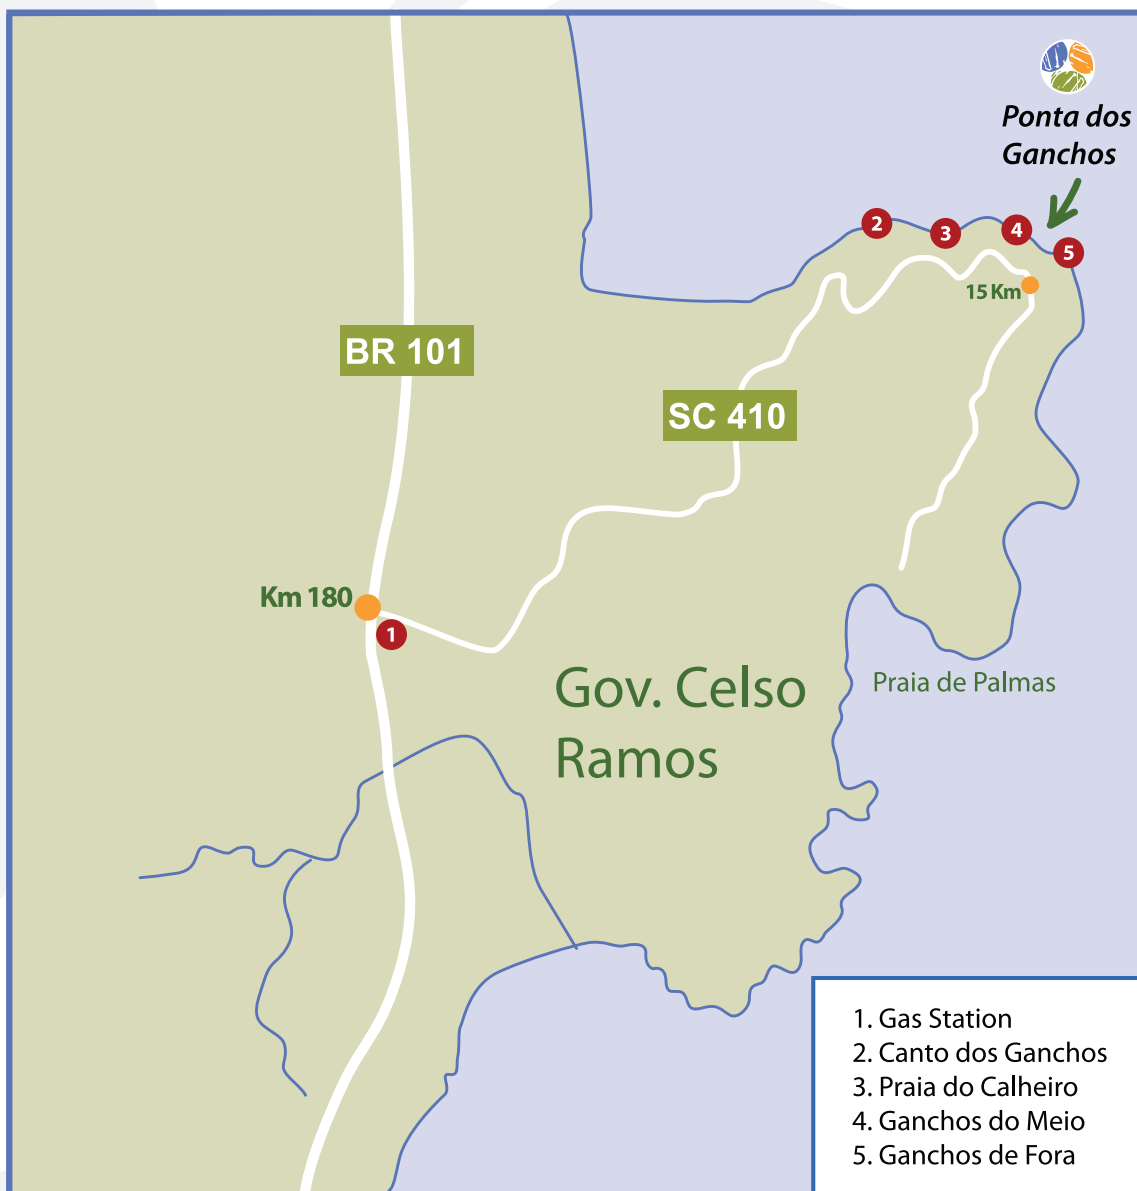 Ponta dos
Ganchos
2
3
4
5
15 Km
BR 101
SC 410
Km 180
1
Gov. Celso
Ramos
Praia de Palmas
1. Gas Station
2. Canto dos Ganchos
3. Praia do Calheiro
4. Ganchos do Meio
5. Ganchos de Fora